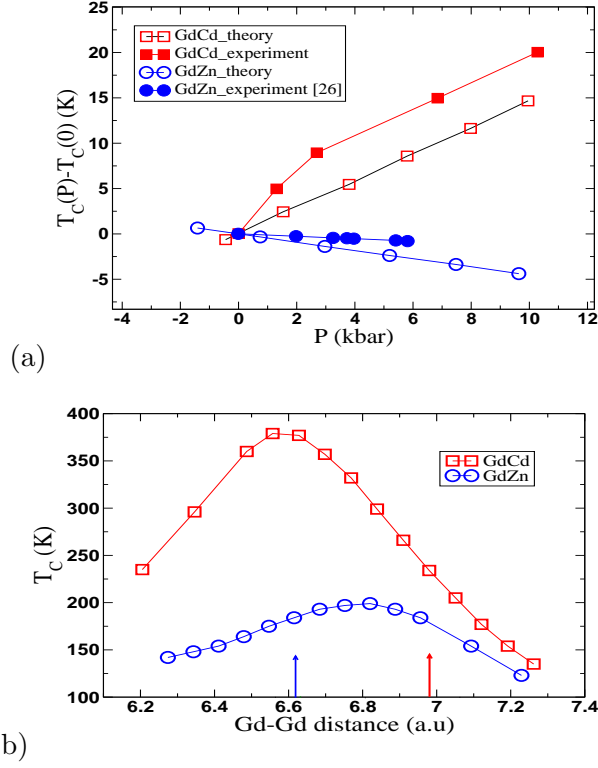 GdCd_theory
GdCd_experiment
GdZn_theory
GdZn_experiment [26]
25
20
15
10
5
0
-5
T_C(P)-T_C(0) (K)
-4 -2 0 2 4 6 8 10 12
P (kbar)
(a)
400
350
300
250
200
150
100
T_C (K)
GdCd
GdZn
6.2 6.4 6.6 6.8 7 7.2 7.4
Gd-Gd distance (a.u)
b)